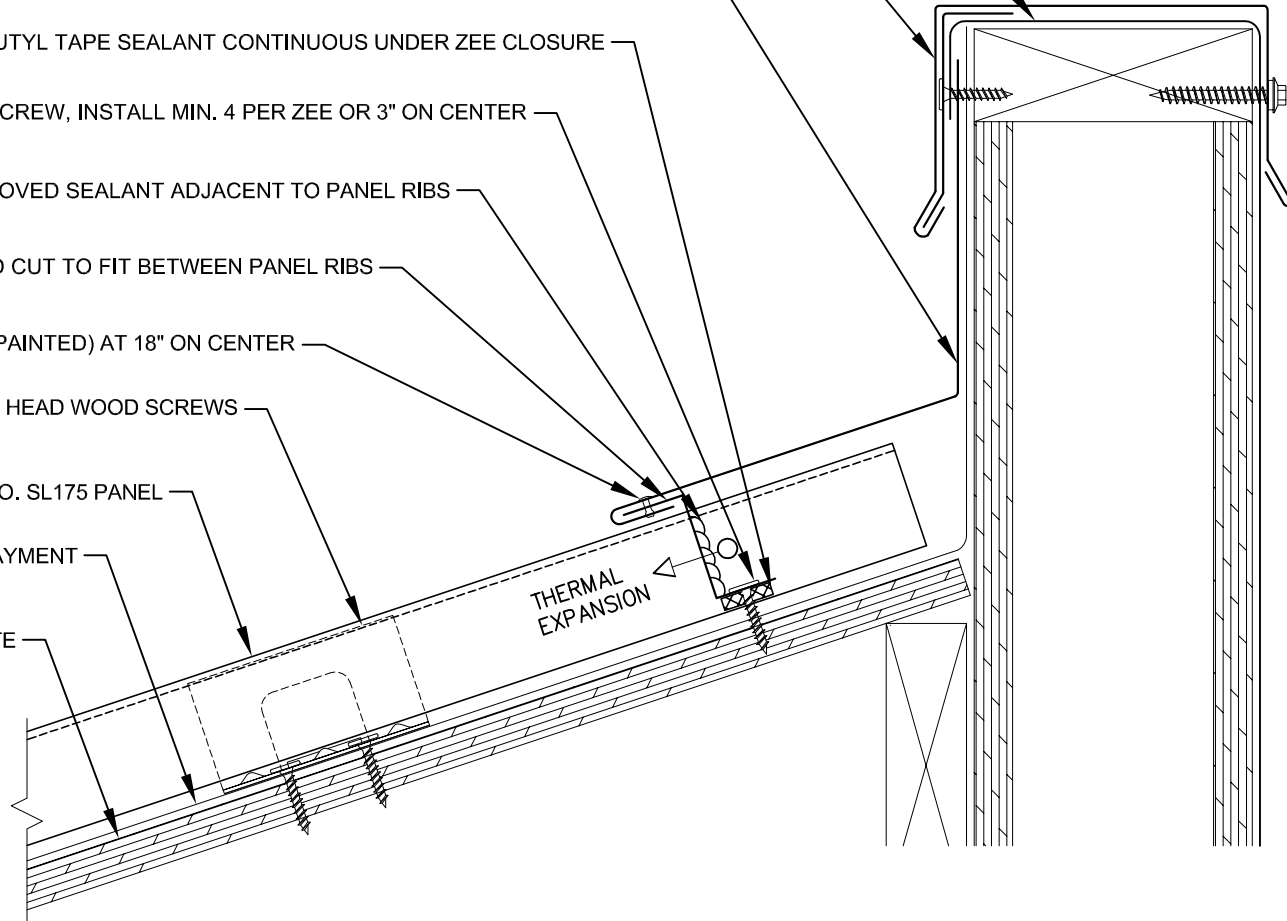 UTYL TAPE SEALANT CONTINUOUS UNDER ZEE CLOSURE
CREW, INSTALL MIN. 4 PER ZEE OR 3" ON CENTER
OVED SEALANT ADJACENT TO PANEL RIBS
D CUT TO FIT BETWEEN PANEL RIBS
PAINTED) AT 18" ON CENTER
HEAD WOOD SCREWS
O. SL175 PANEL
AYMENT
TE
THERMAL
EXPANSION